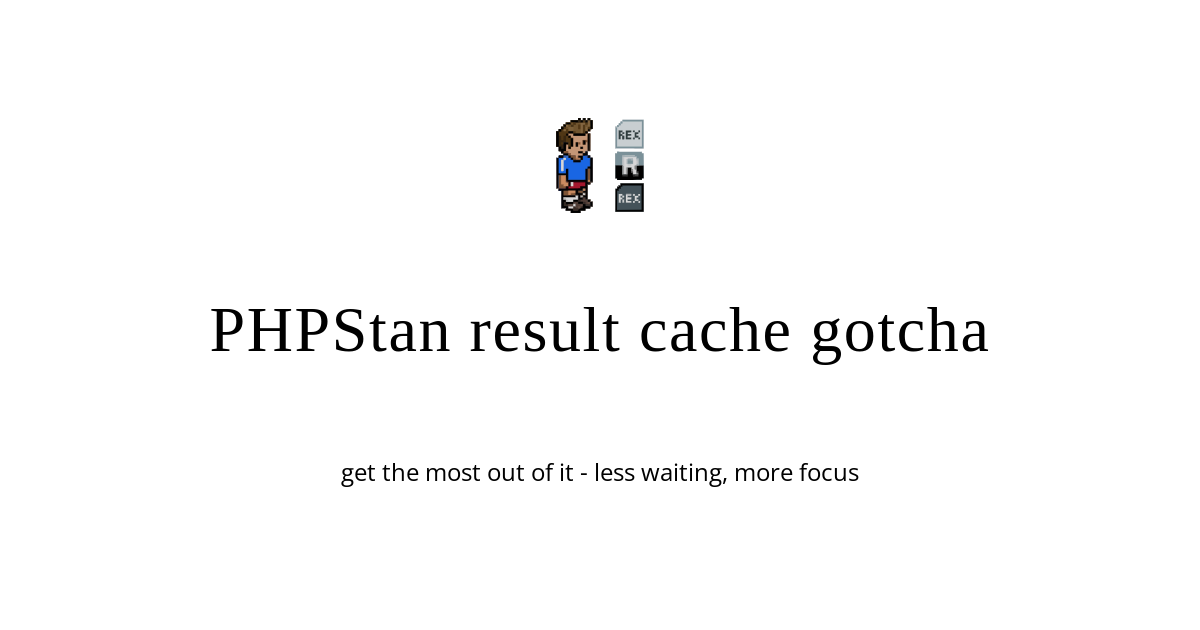 REX
R
REX
PHPStan result cache gotcha
get the most out of it - less waiting, more focus